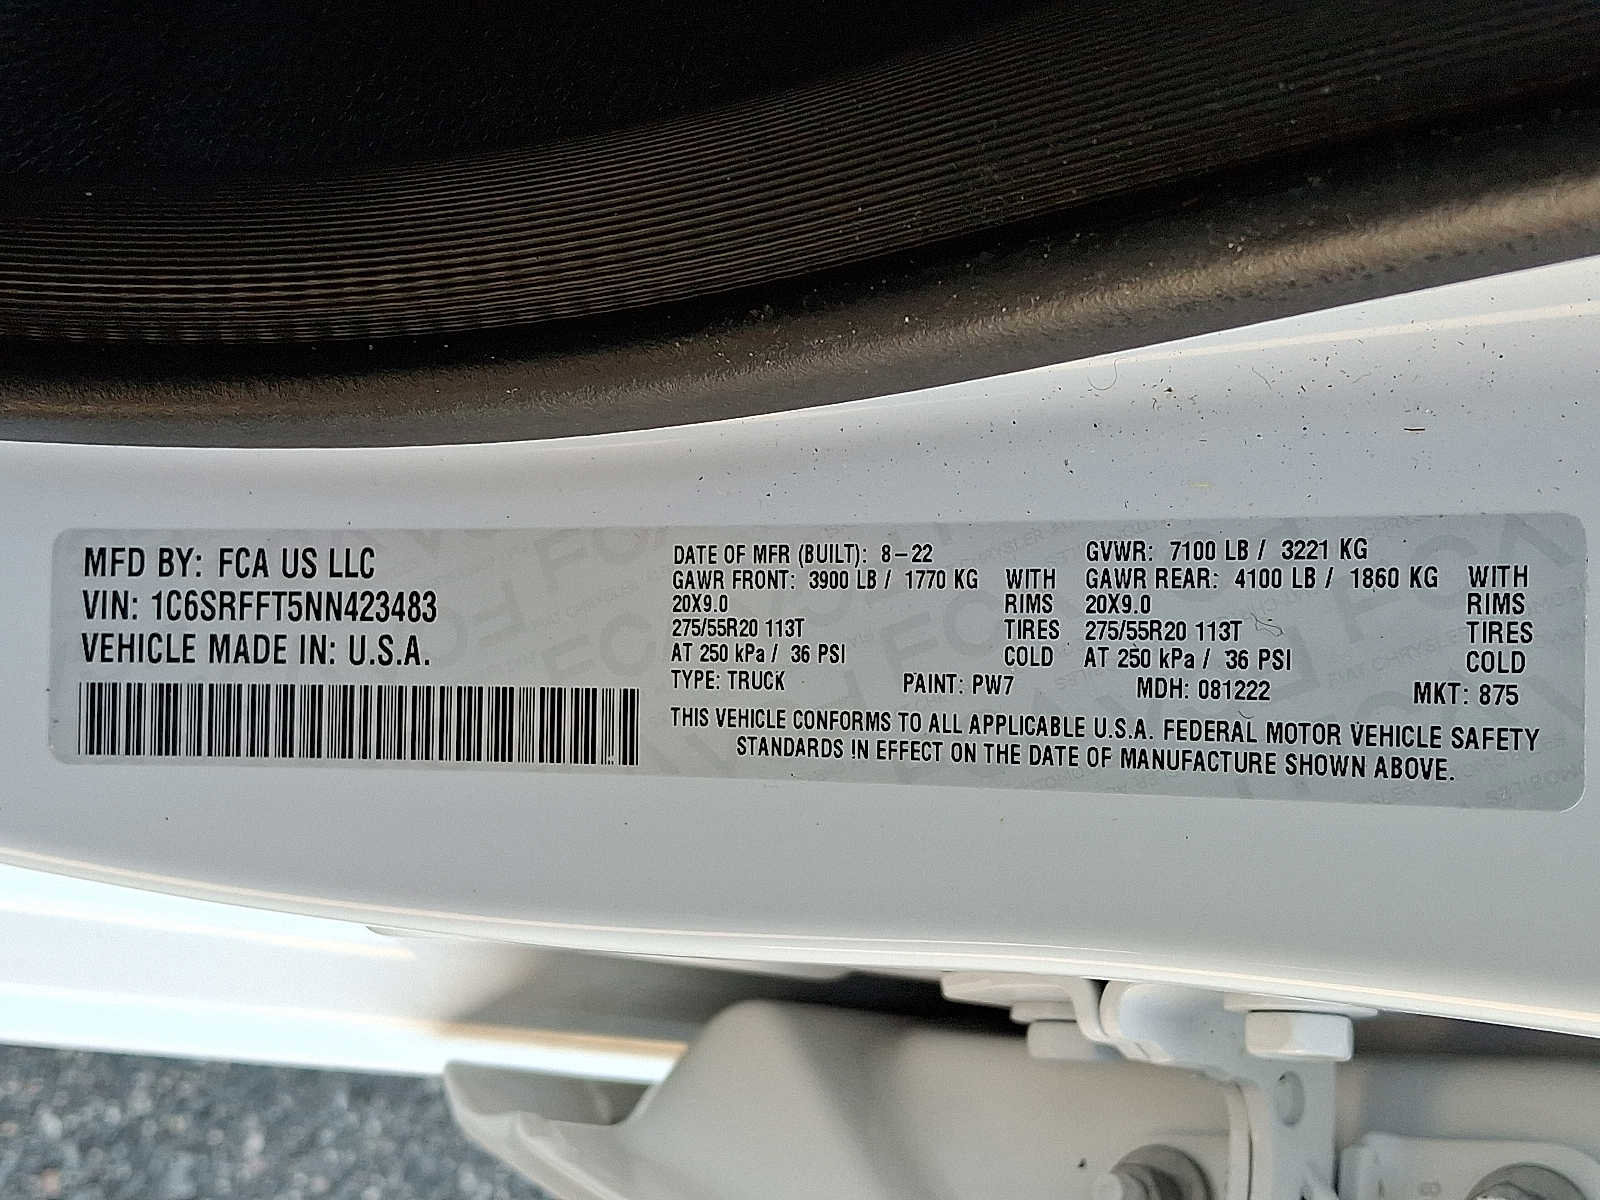 MFD BY: FCA US LLC
VIN: 1C6SRFFT5NN423483
VEHICLE MADE IN: U.S.A.
DATE OF MFR (BUILT): 8-22
GAWR FRONT: 3900 LB / 1770 KG WITH
20X9.0 RIMS
275/55R20 113T TIRES
AT 250 kPa / 36 PSI COLD
GVWR: 7100 LB / 3221 KG
GAWR REAR: 4100 LB / 1860 KG WITH
20X9.0 RIMS
275/55R20 113T TIRES
AT 250 kPa / 36 PSI COLD
TYPE: TRUCK PAINT: PW7 MDH: 081222 MKT: 875
THIS VEHICLE CONFORMS TO ALL APPLICABLE U.S.A. FEDERAL MOTOR VEHICLE SAFETY
STANDARDS IN EFFECT ON THE DATE OF MANUFACTURE SHOWN ABOVE.